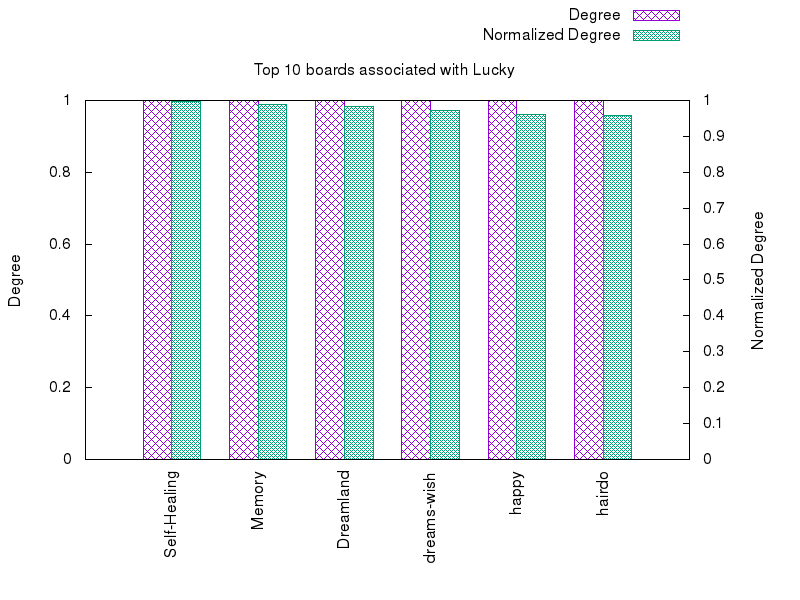 Degree
Normalized Degree
Top 10 boards associated with Lucky
1
0.8
0.6
0.4
0.2
0
Degree
1
0.9
0.8
0.7
0.6
0.5
0.4
0.3
0.2
0.1
0
Normalized Degree
Self-Healing
Memory
Dreamland
dreams-wish
happy
hairdo